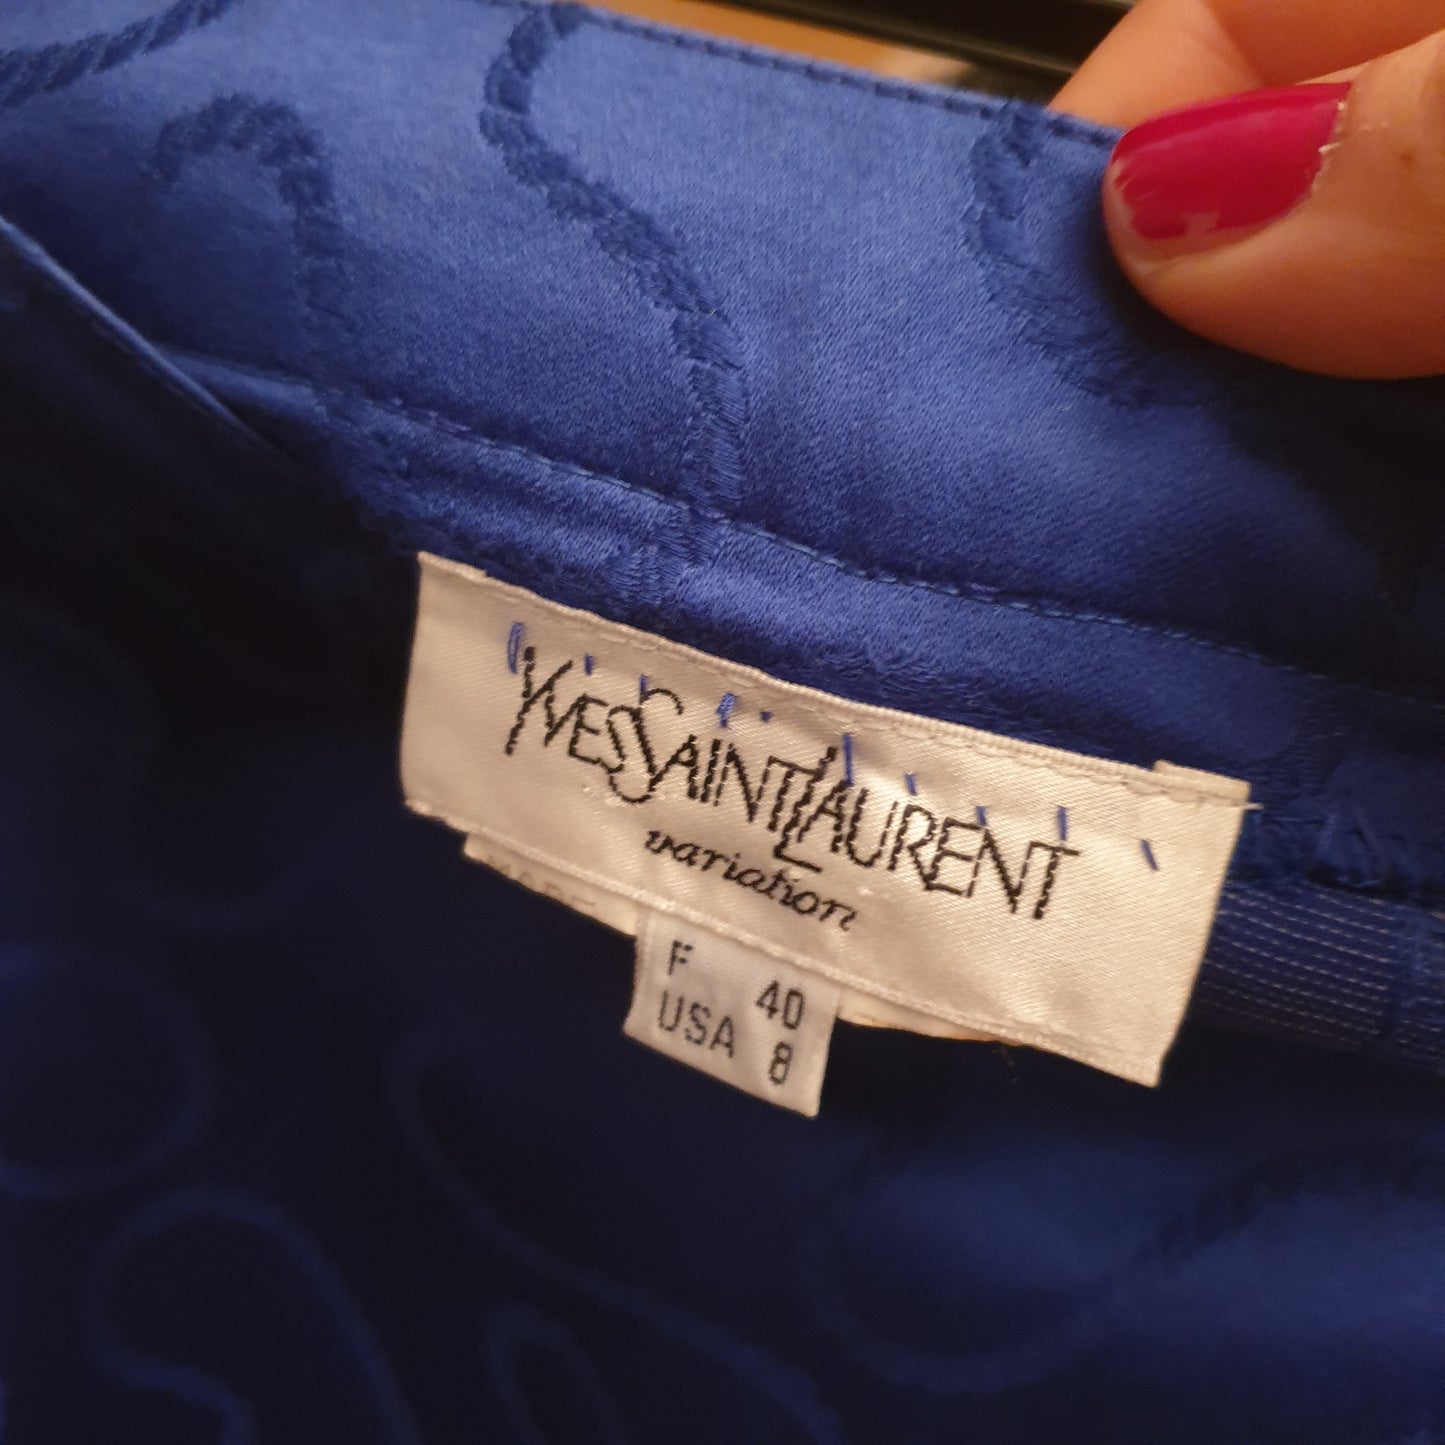 YVES SAINT LAURENT
variation
F 40
USA 8